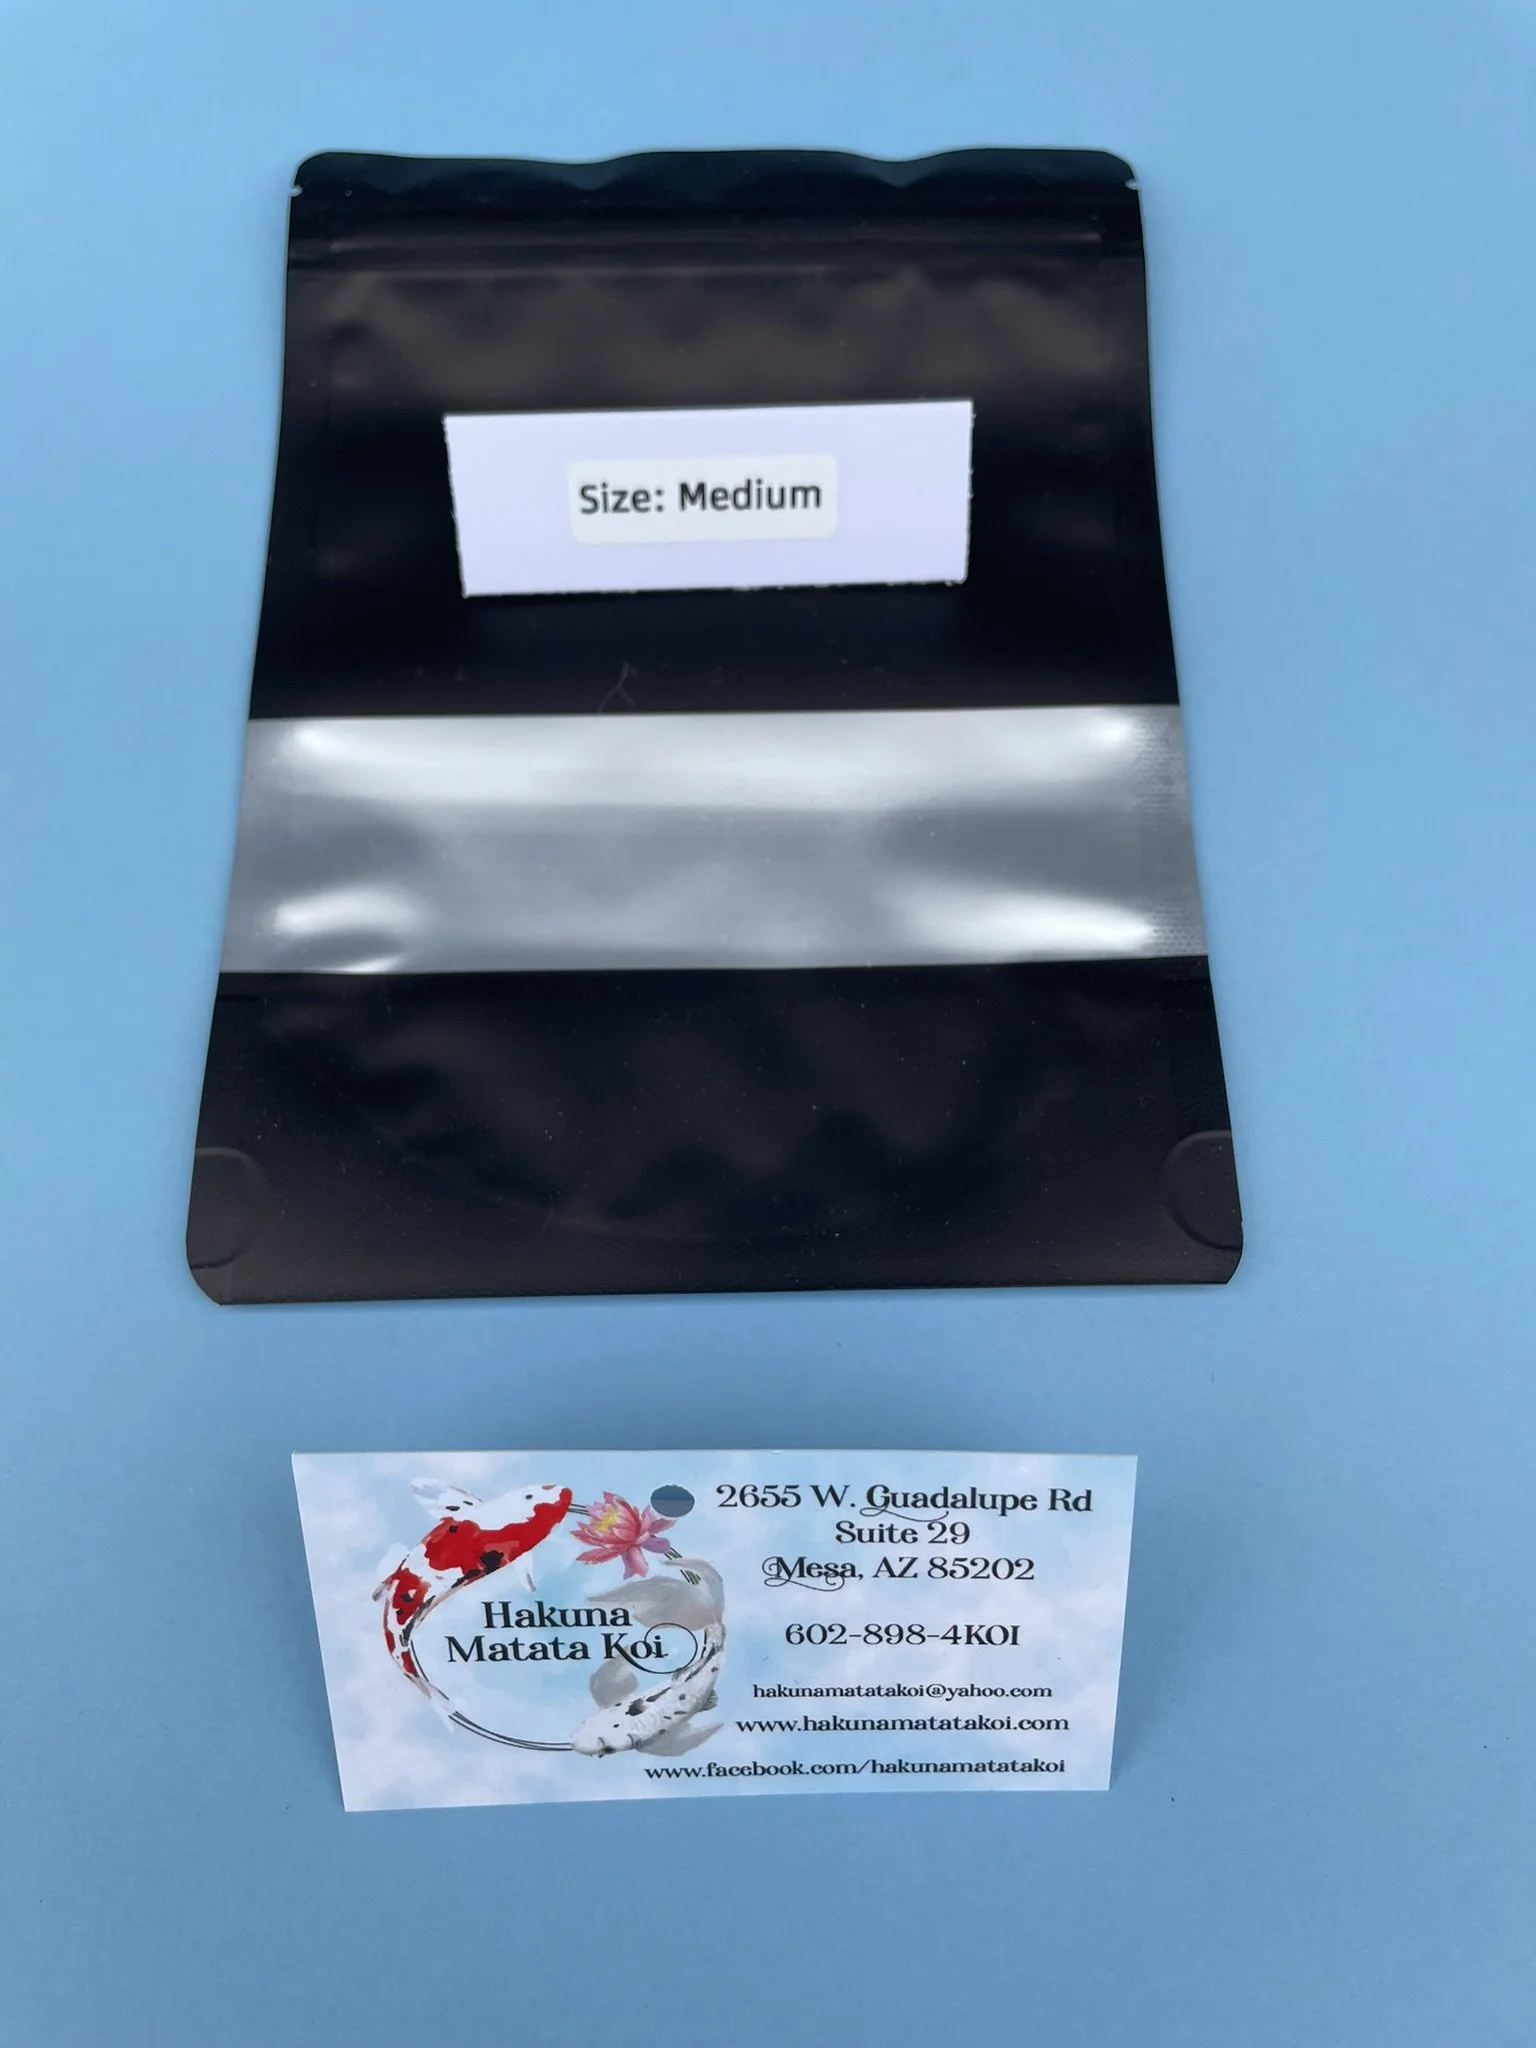 Size: Medium
Hakuna
Matata Koi
2655 W. Guadalupe Rd
Suite 29
Mesa, AZ 85202
602-898-4KOI
hakunamatatakoi@yahoo.com
www.hakunamatatakoi.com
www.facebook.com/hakunamatatakoi